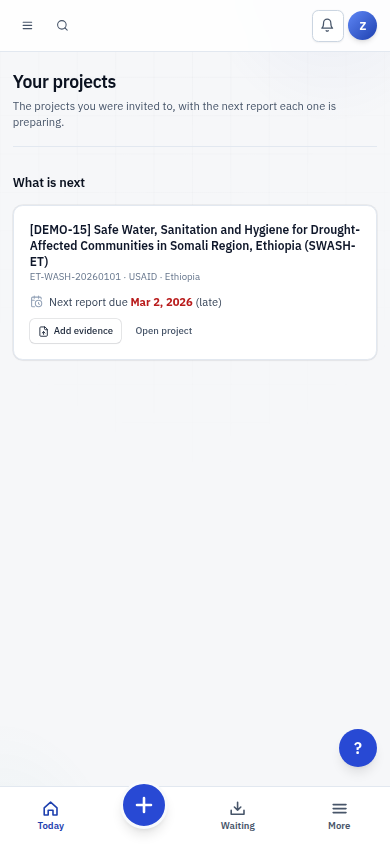 Z
Your projects
The projects you were invited to, with the next report each one is
preparing.
What is next
[DEMO-15] Safe Water, Sanitation and Hygiene for Drought-
Affected Communities in Somali Region, Ethiopia (SWASH-
ET)
ET-WASH-20260101 · USAID · Ethiopia
Next report due Mar 2, 2026 (late)
Add evidence Open project
?
Today Waiting More